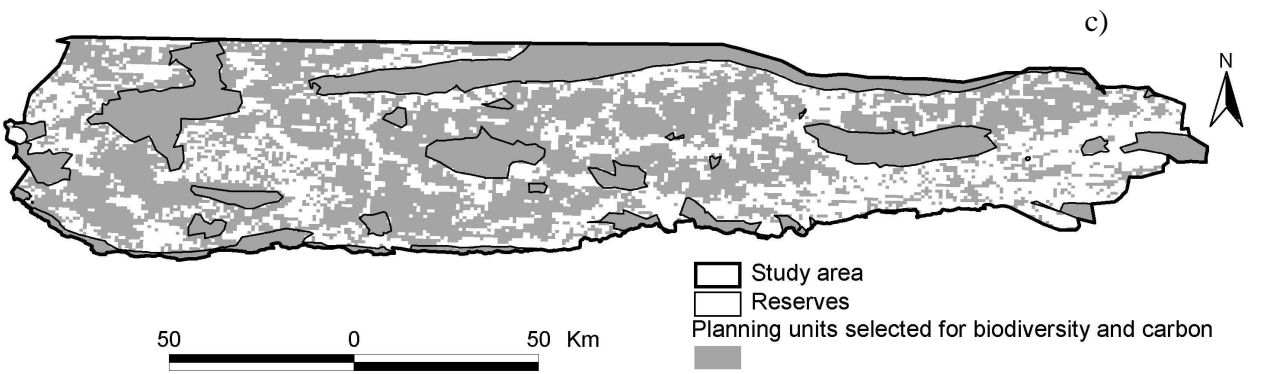 c)
N
Study area
Reserves
Planning units selected for biodiversity and carbon
50 0 50 Km